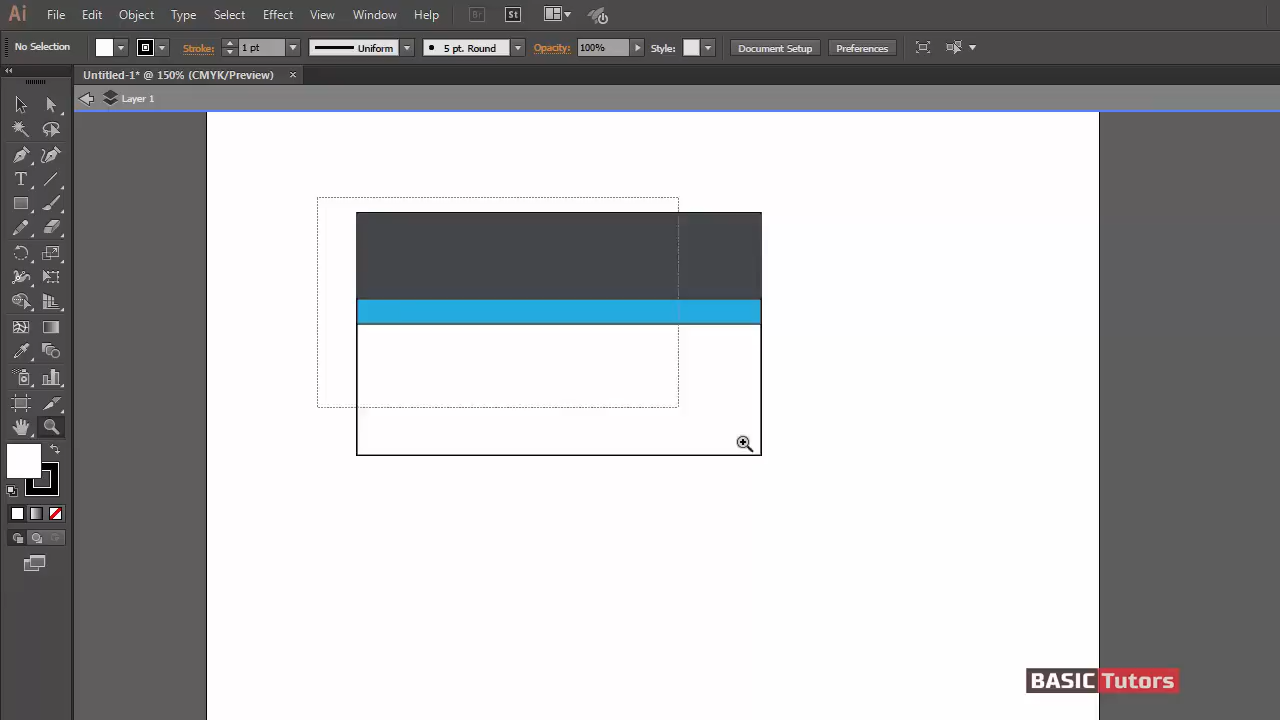 Ai File Edit Object Type Select Effect View Window Help Br St
No Selection Stroke: 1 pt Uniform 5 pt. Round Opacity: 100% Style: Document Setup Preferences
Untitled-1* @ 150% (CMYK/Preview) ×
Layer 1
T
BASIC Tutors